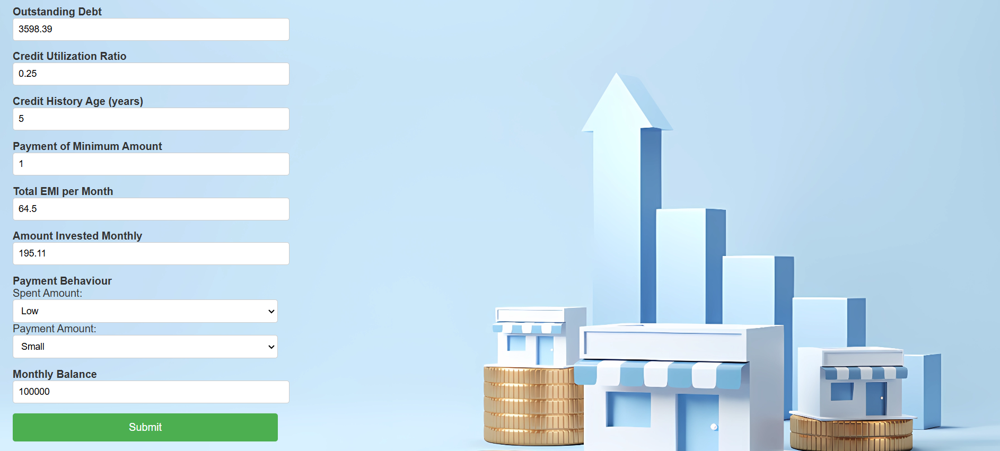 Outstanding Debt
3598.39
Credit Utilization Ratio
0.25
Credit History Age (years)
5
Payment of Minimum Amount
1
Total EMI per Month
64.5
Amount Invested Monthly
195.11
Payment Behaviour
Spent Amount:
Low
Payment Amount:
Small
Monthly Balance
100000
Submit